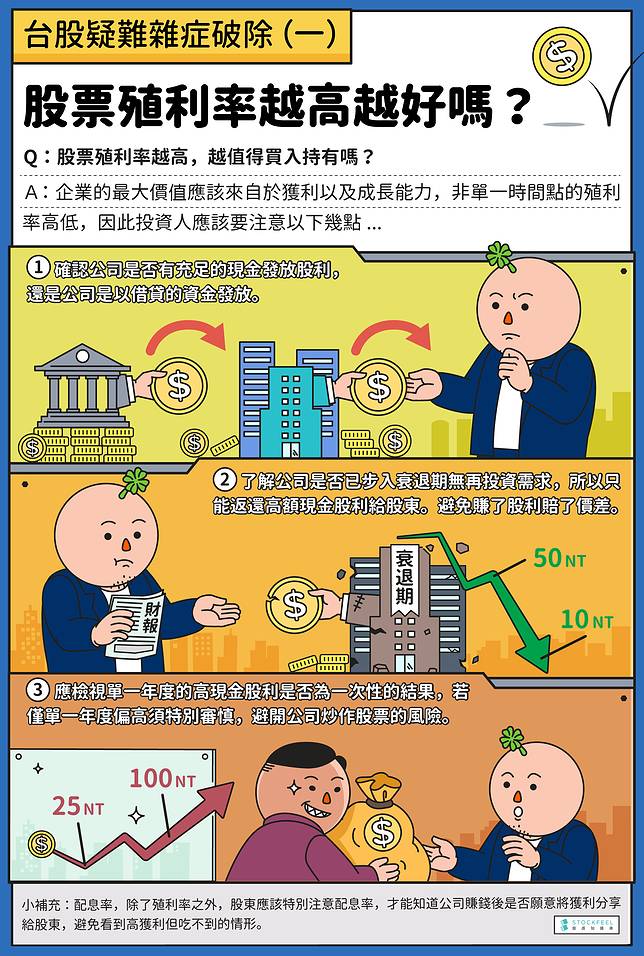 台股疑難雜症破除（一）
股票殖利率越高越好嗎？
Q：股票殖利率越高，越值得買入持有嗎？
A：企業的最大價值應該來自於獲利以及成長能力，非單一時間點的殖利
率高低，因此投資人應該要注意以下幾點 ...
1 確認公司是否有充足的現金發放股利，
還是公司是以借貸的資金發放。
$ $
$ $ $
2 了解公司是否已步入衰退期無再投資需求，所以只
能返還高額現金股利給股東。避免賺了股利賠了價差。
衰退期
50 NT
財報
$
10 NT
3 應檢視單一年度的高現金股利是否為一次性的結果，若
僅單一年度偏高須特別審慎，避開公司炒作股票的風險。
100 NT
25 NT
$
$
小補充：配息率，除了殖利率之外，股東應該特別注意配息率，才能知道公司賺錢後是否願意將獲利分享
給股東，避免看到高獲利但吃不到的情形。
STOCKFEEL
股感知識庫